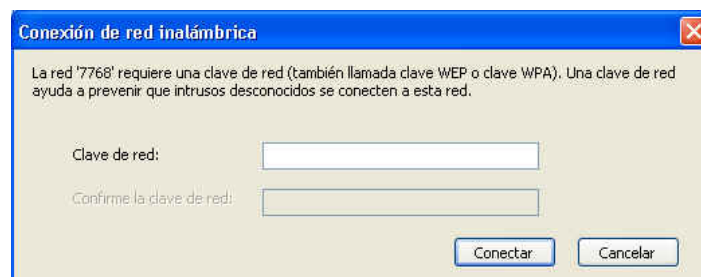 Conexión de red inalámbrica
La red '7768' requiere una clave de red (también llamada clave WEP o clave WPA). Una clave de red
ayuda a prevenir que intrusos desconocidos se conecten a esta red.
Clave de red:
Confirme la clave de red:
Conectar
Cancelar